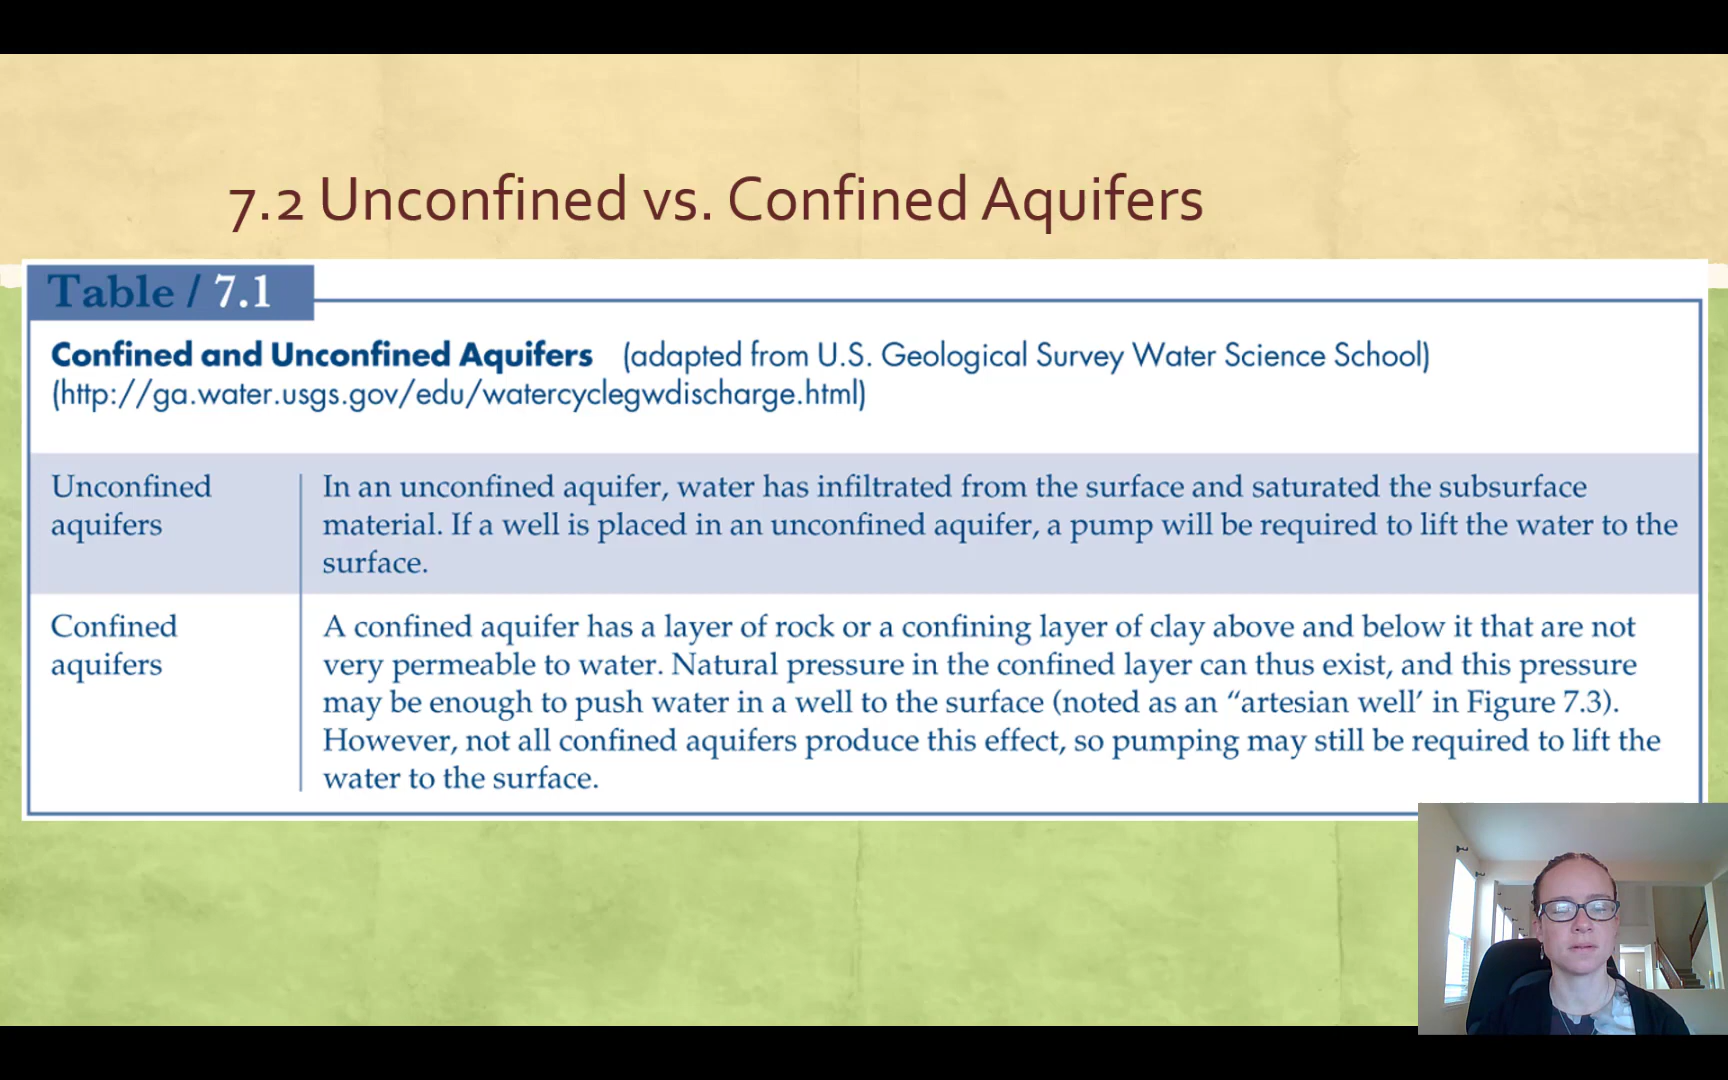 7.2 Unconfined vs. Confined Aquifers
Table / 7.1
Confined and Unconfined Aquifers (adapted from U.S. Geological Survey Water Science School)
(http://ga.water.usgs.gov/edu/watercyclegwdischarge.html)
Unconfined
aquifers
In an unconfined aquifer, water has infiltrated from the surface and saturated the subsurface
material. If a well is placed in an unconfined aquifer, a pump will be required to lift the water to the
surface.
Confined
aquifers
A confined aquifer has a layer of rock or a confining layer of clay above and below it that are not
very permeable to water. Natural pressure in the confined layer can thus exist, and this pressure
may be enough to push water in a well to the surface (noted as an “artesian well’ in Figure 7.3).
However, not all confined aquifers produce this effect, so pumping may still be required to lift the
water to the surface.